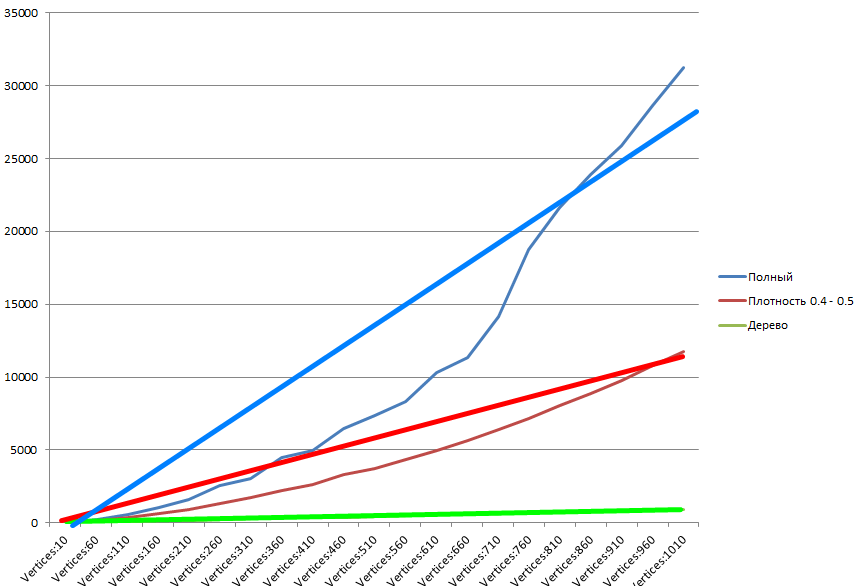 35000
30000
25000
20000
15000
10000
5000
0
Vertices:10
Vertices:60
Vertices:110
Vertices:160
Vertices:210
Vertices:260
Vertices:310
Vertices:360
Vertices:410
Vertices:460
Vertices:510
Vertices:560
Vertices:610
Vertices:660
Vertices:710
Vertices:760
Vertices:810
Vertices:860
Vertices:910
Vertices:960
Vertices:1010
Полный
Плотность 0.4 - 0.5
Дерево